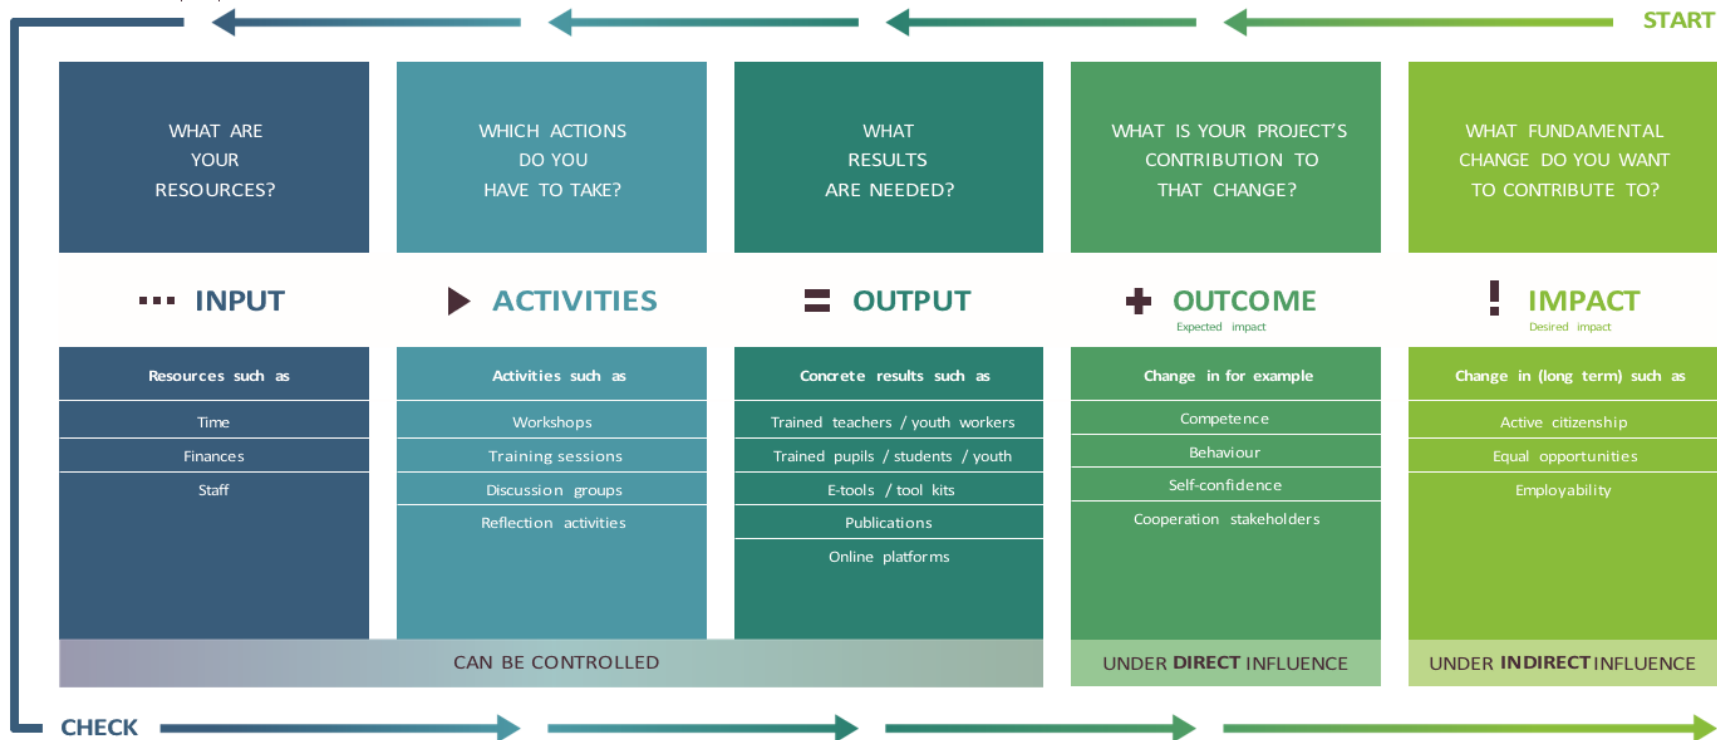 START
WHAT ARE
YOUR
RESOURCES?
WHICH ACTIONS
DO YOU
HAVE TO TAKE?
WHAT
RESULTS
ARE NEEDED?
WHAT IS YOUR PROJECT'S
CONTRIBUTION TO
THAT CHANGE?
WHAT FUNDAMENTAL
CHANGE DO YOU WANT
TO CONTRIBUTE TO?
... INPUT
ACTIVITIES
= OUTPUT
+ OUTCOME
Expected impact
! IMPACT
Desired impact
Resources such as
Time
Finances
Staff
Activities such as
Workshops
Training sessions
Discussion groups
Reflection activities
Concrete results such as
Trained teachers / youth workers
Trained pupils / students / youth
E-tools / tool kits
Publications
Online platforms
Change in for example
Competence
Behaviour
Self-confidence
Cooperation stakeholders
Change in (long term) such as
Active citizenship
Equal opportunities
Employability
CAN BE CONTROLLED
UNDER DIRECT INFLUENCE
UNDER INDIRECT INFLUENCE
CHECK